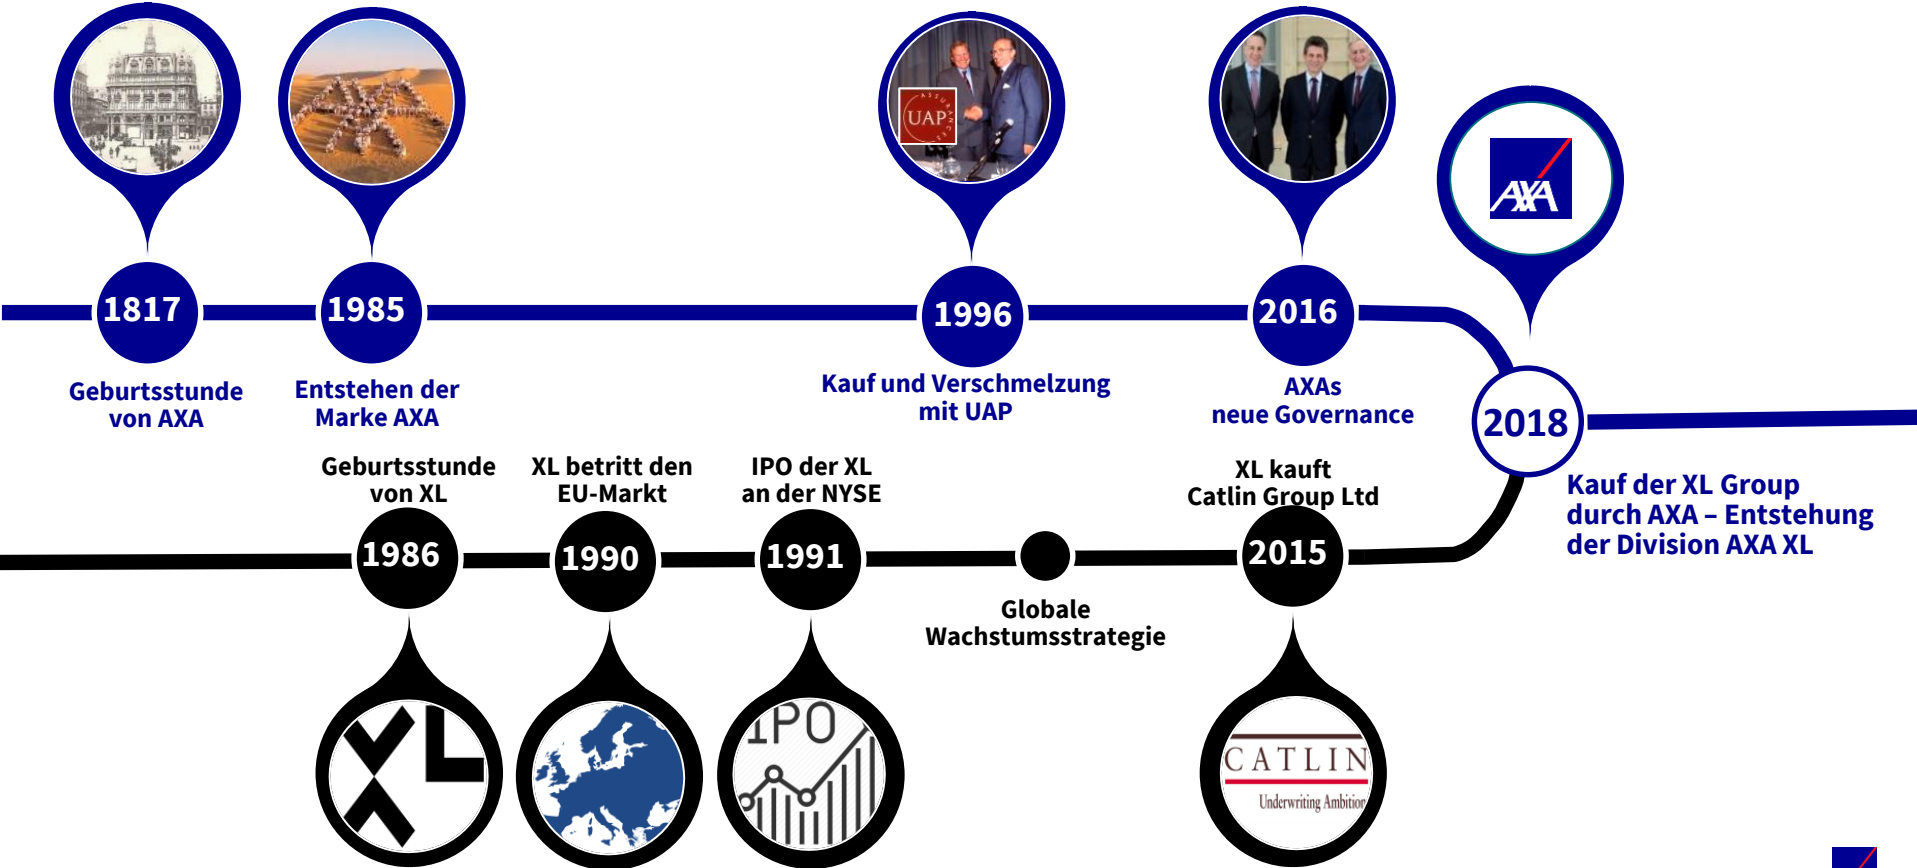 UAP
ASSURANCES
AXA
1817
1985
1996
2016
Geburtsstunde
von AXA
Entstehen der
Marke AXA
Kauf und Verschmelzung
mit UAP
AXAs
neue Governance
2018
Kauf der XL Group
durch AXA – Entstehung
der Division AXA XL
Geburtsstunde
von XL
XL betritt den
EU-Markt
IPO der XL
an der NYSE
XL kauft
Catlin Group Ltd
1986
1990
1991
2015
Globale
Wachstumsstrategie
XL
IPO
CATLIN
Underwriting Ambition